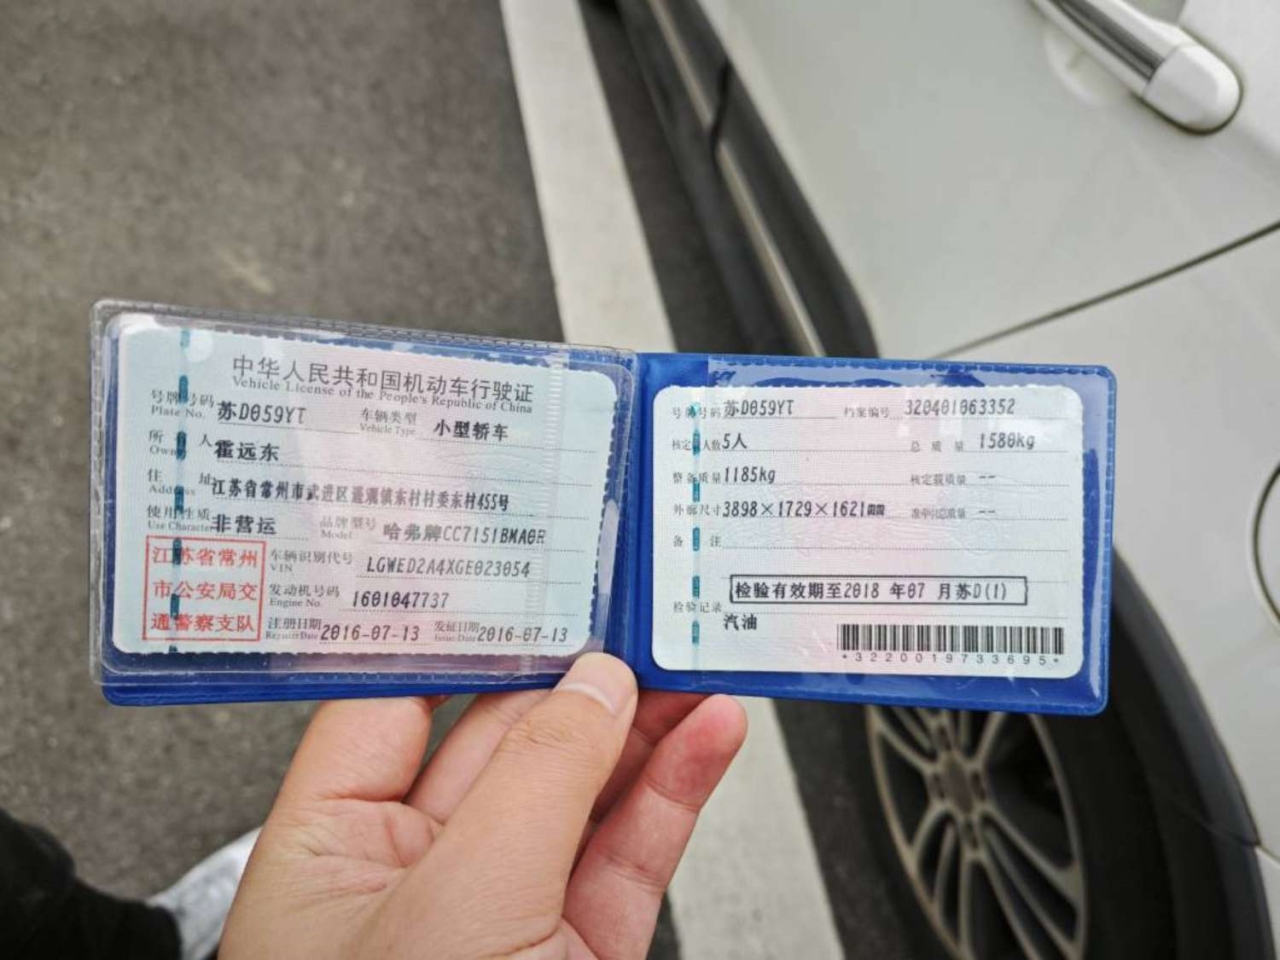 中华人民共和国机动车行驶证
Vehicle License of the People's Republic of China
号牌号码 苏D059YT 车辆类型 小型轿车
Plate No. Vehicle Type
所有人 霍远东
Owner
住址 江苏省常州市武进区遥观镇东村村委东村455号
Address
使用性质 非营运 品牌型号 哈弗牌CC7151BMA0R
Use Character Model
江苏省常州
市公安局交
通警察支队
车辆识别代号 LGWED2A4XGE023054
VIN
发动机号码 1601047737
Engine No.
注册日期 2016-07-13 发证日期 2016-07-13
Register Date Issue Date
号牌号码 苏D059YT 档案编号 320401063352
核定人数 5人 总质量 1580kg
整备质量 1185kg 核定载质量 --
外廓尺寸 3898×1729×1621mm 准牵引总质量 --
备注
检验有效期至2018 年07 月苏D(1)
检验记录
汽油
*3220019733695*